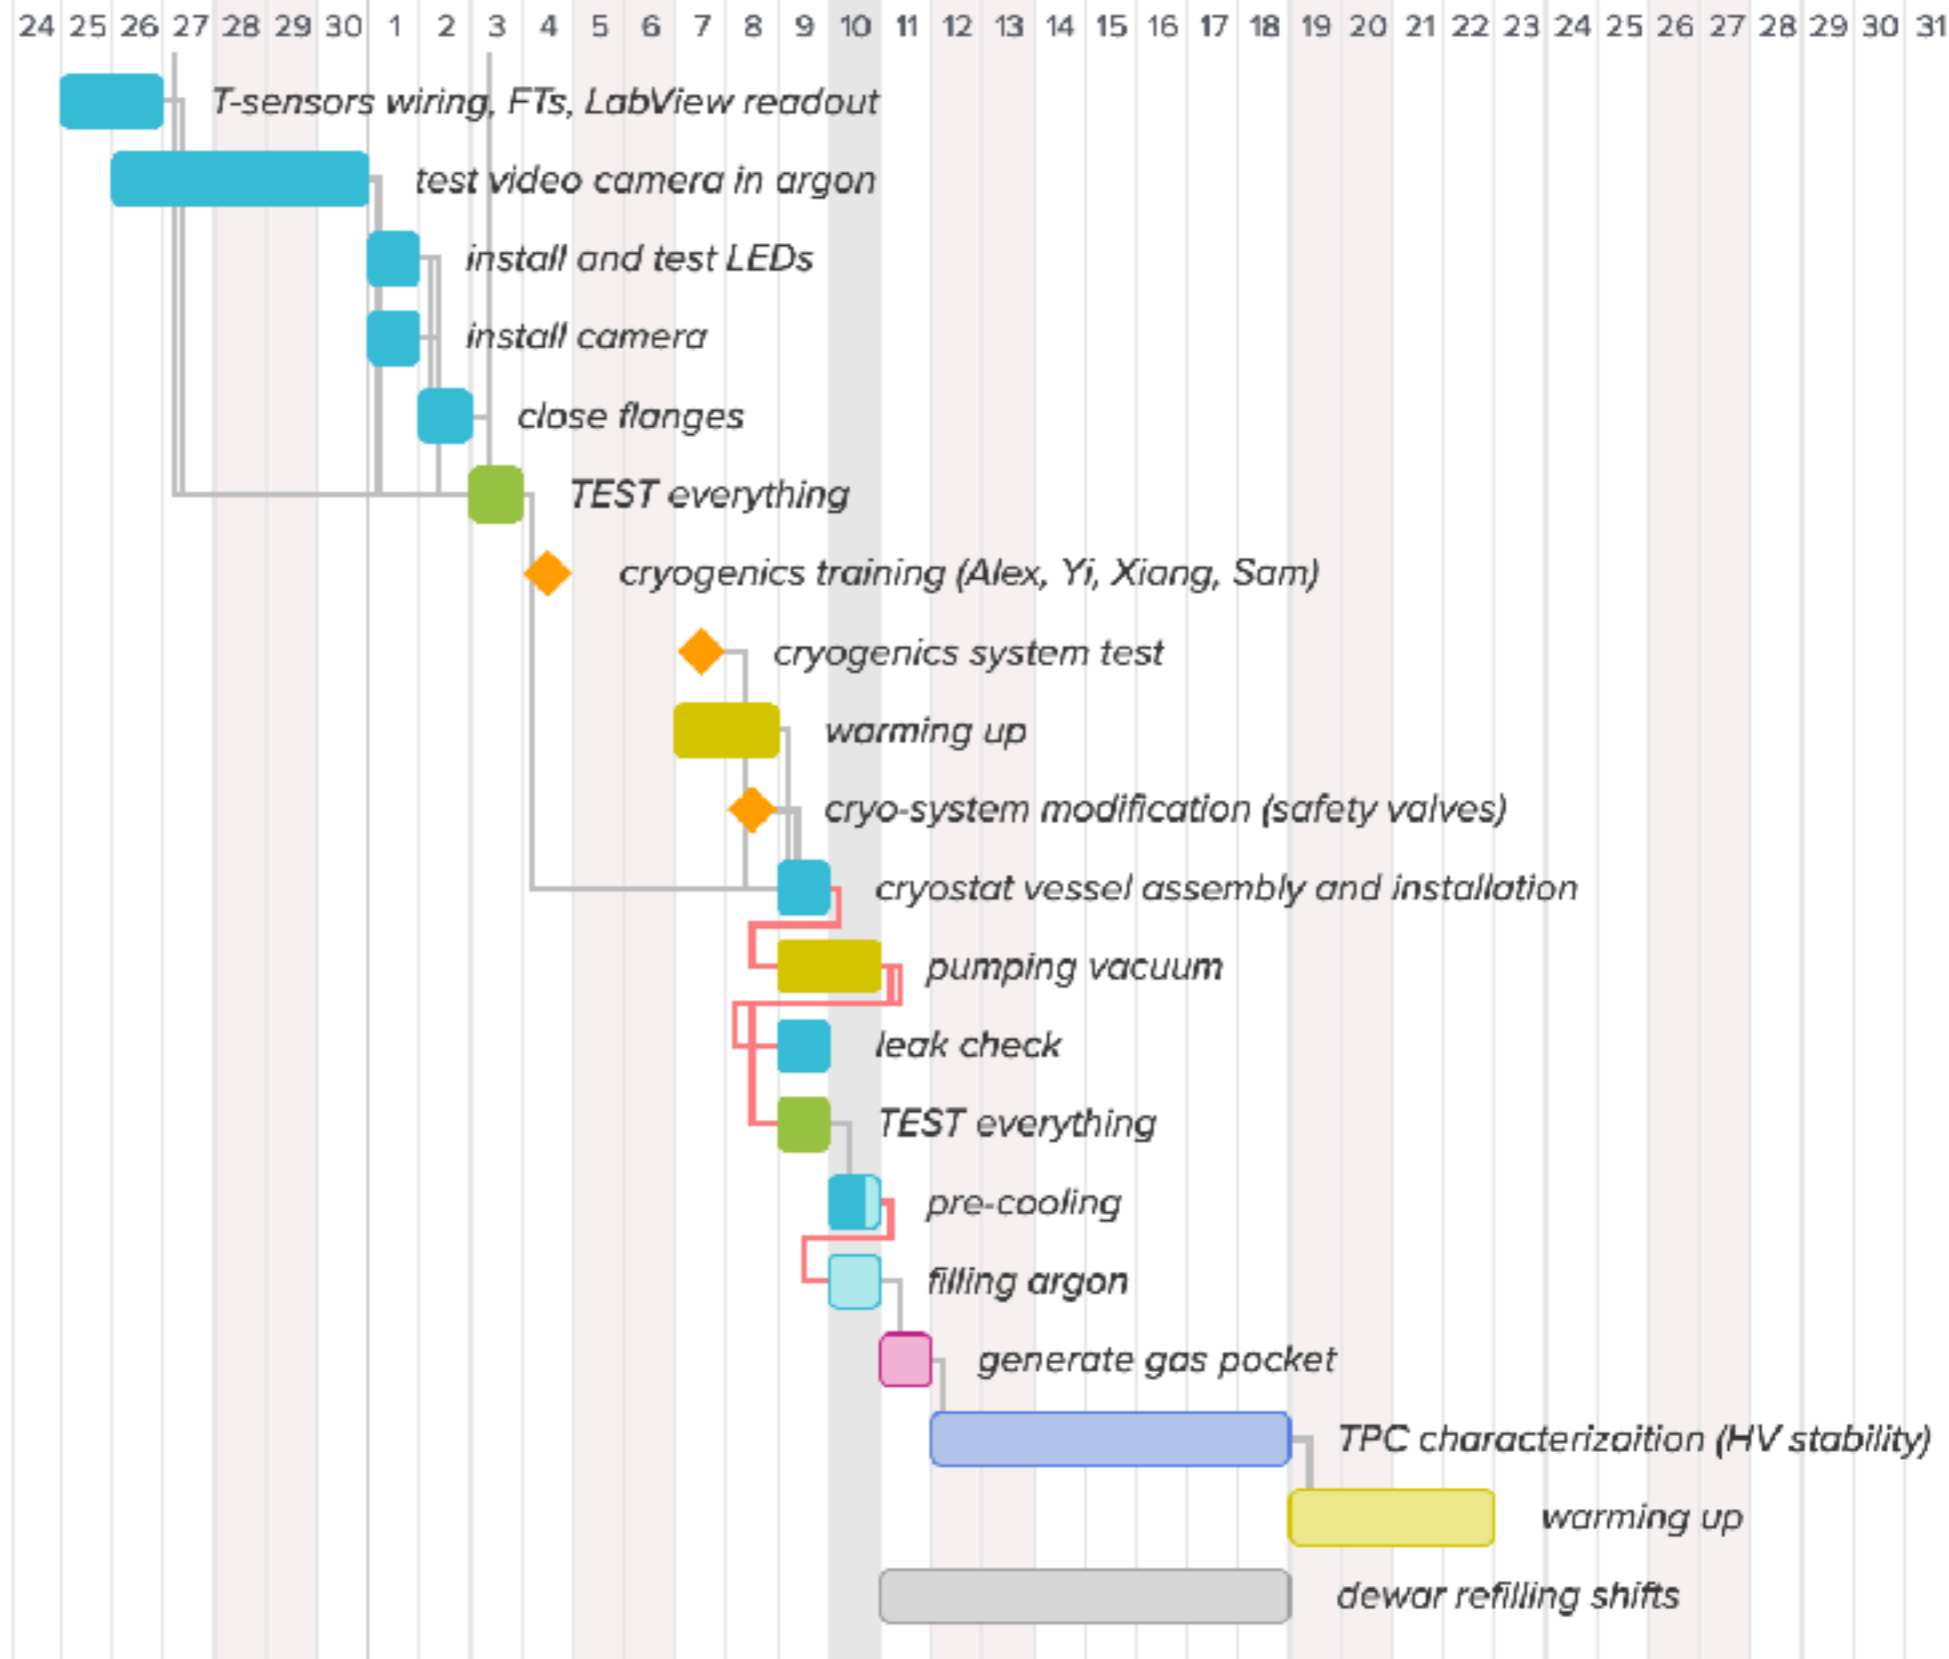 24 25 26 27 28 29 30 1 2 3 4 5 6 7 8 9 10 11 12 13 14 15 16 17 18 19 20 21 22 23 24 25 26 27 28 29 30 31
T-sensors wiring, FTs, LabView readout
test video camera in argon
install and test LEDs
install camera
close flanges
TEST everything
cryogenics training (Alex, Yi, Xiang, Sam)
cryogenics system test
warming up
cryo-system modification (safety valves)
cryostat vessel assembly and installation
pumping vacuum
leak check
TEST everything
pre-cooling
filling argon
generate gas pocket
TPC characterizaition (HV stability)
warming up
dewar refilling shifts